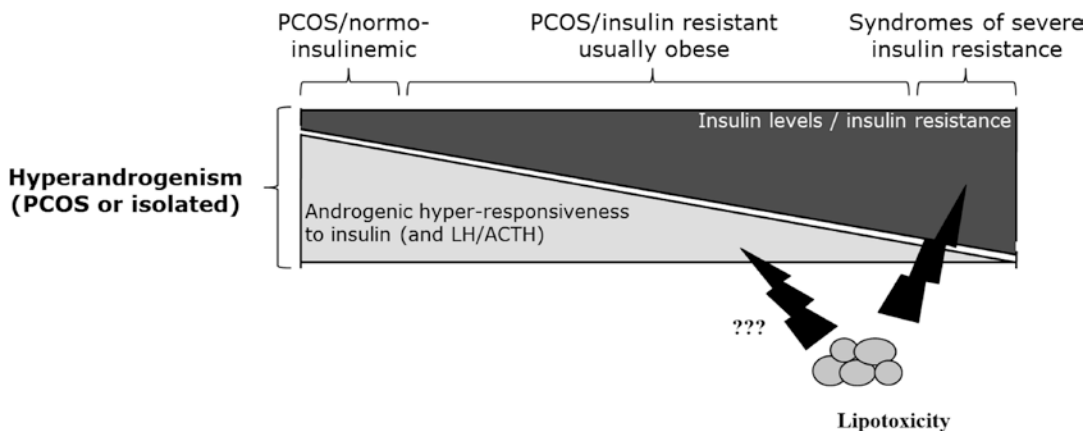 PCOS/normo-
insulinemic
PCOS/insulin resistant
usually obese
Syndromes of severe
insulin resistance
Insulin levels / insulin resistance
Hyperandrogenism
(PCOS or isolated)
Androgenic hyper-responsiveness
to insulin (and LH/ACTH)
???
Lipotoxicity